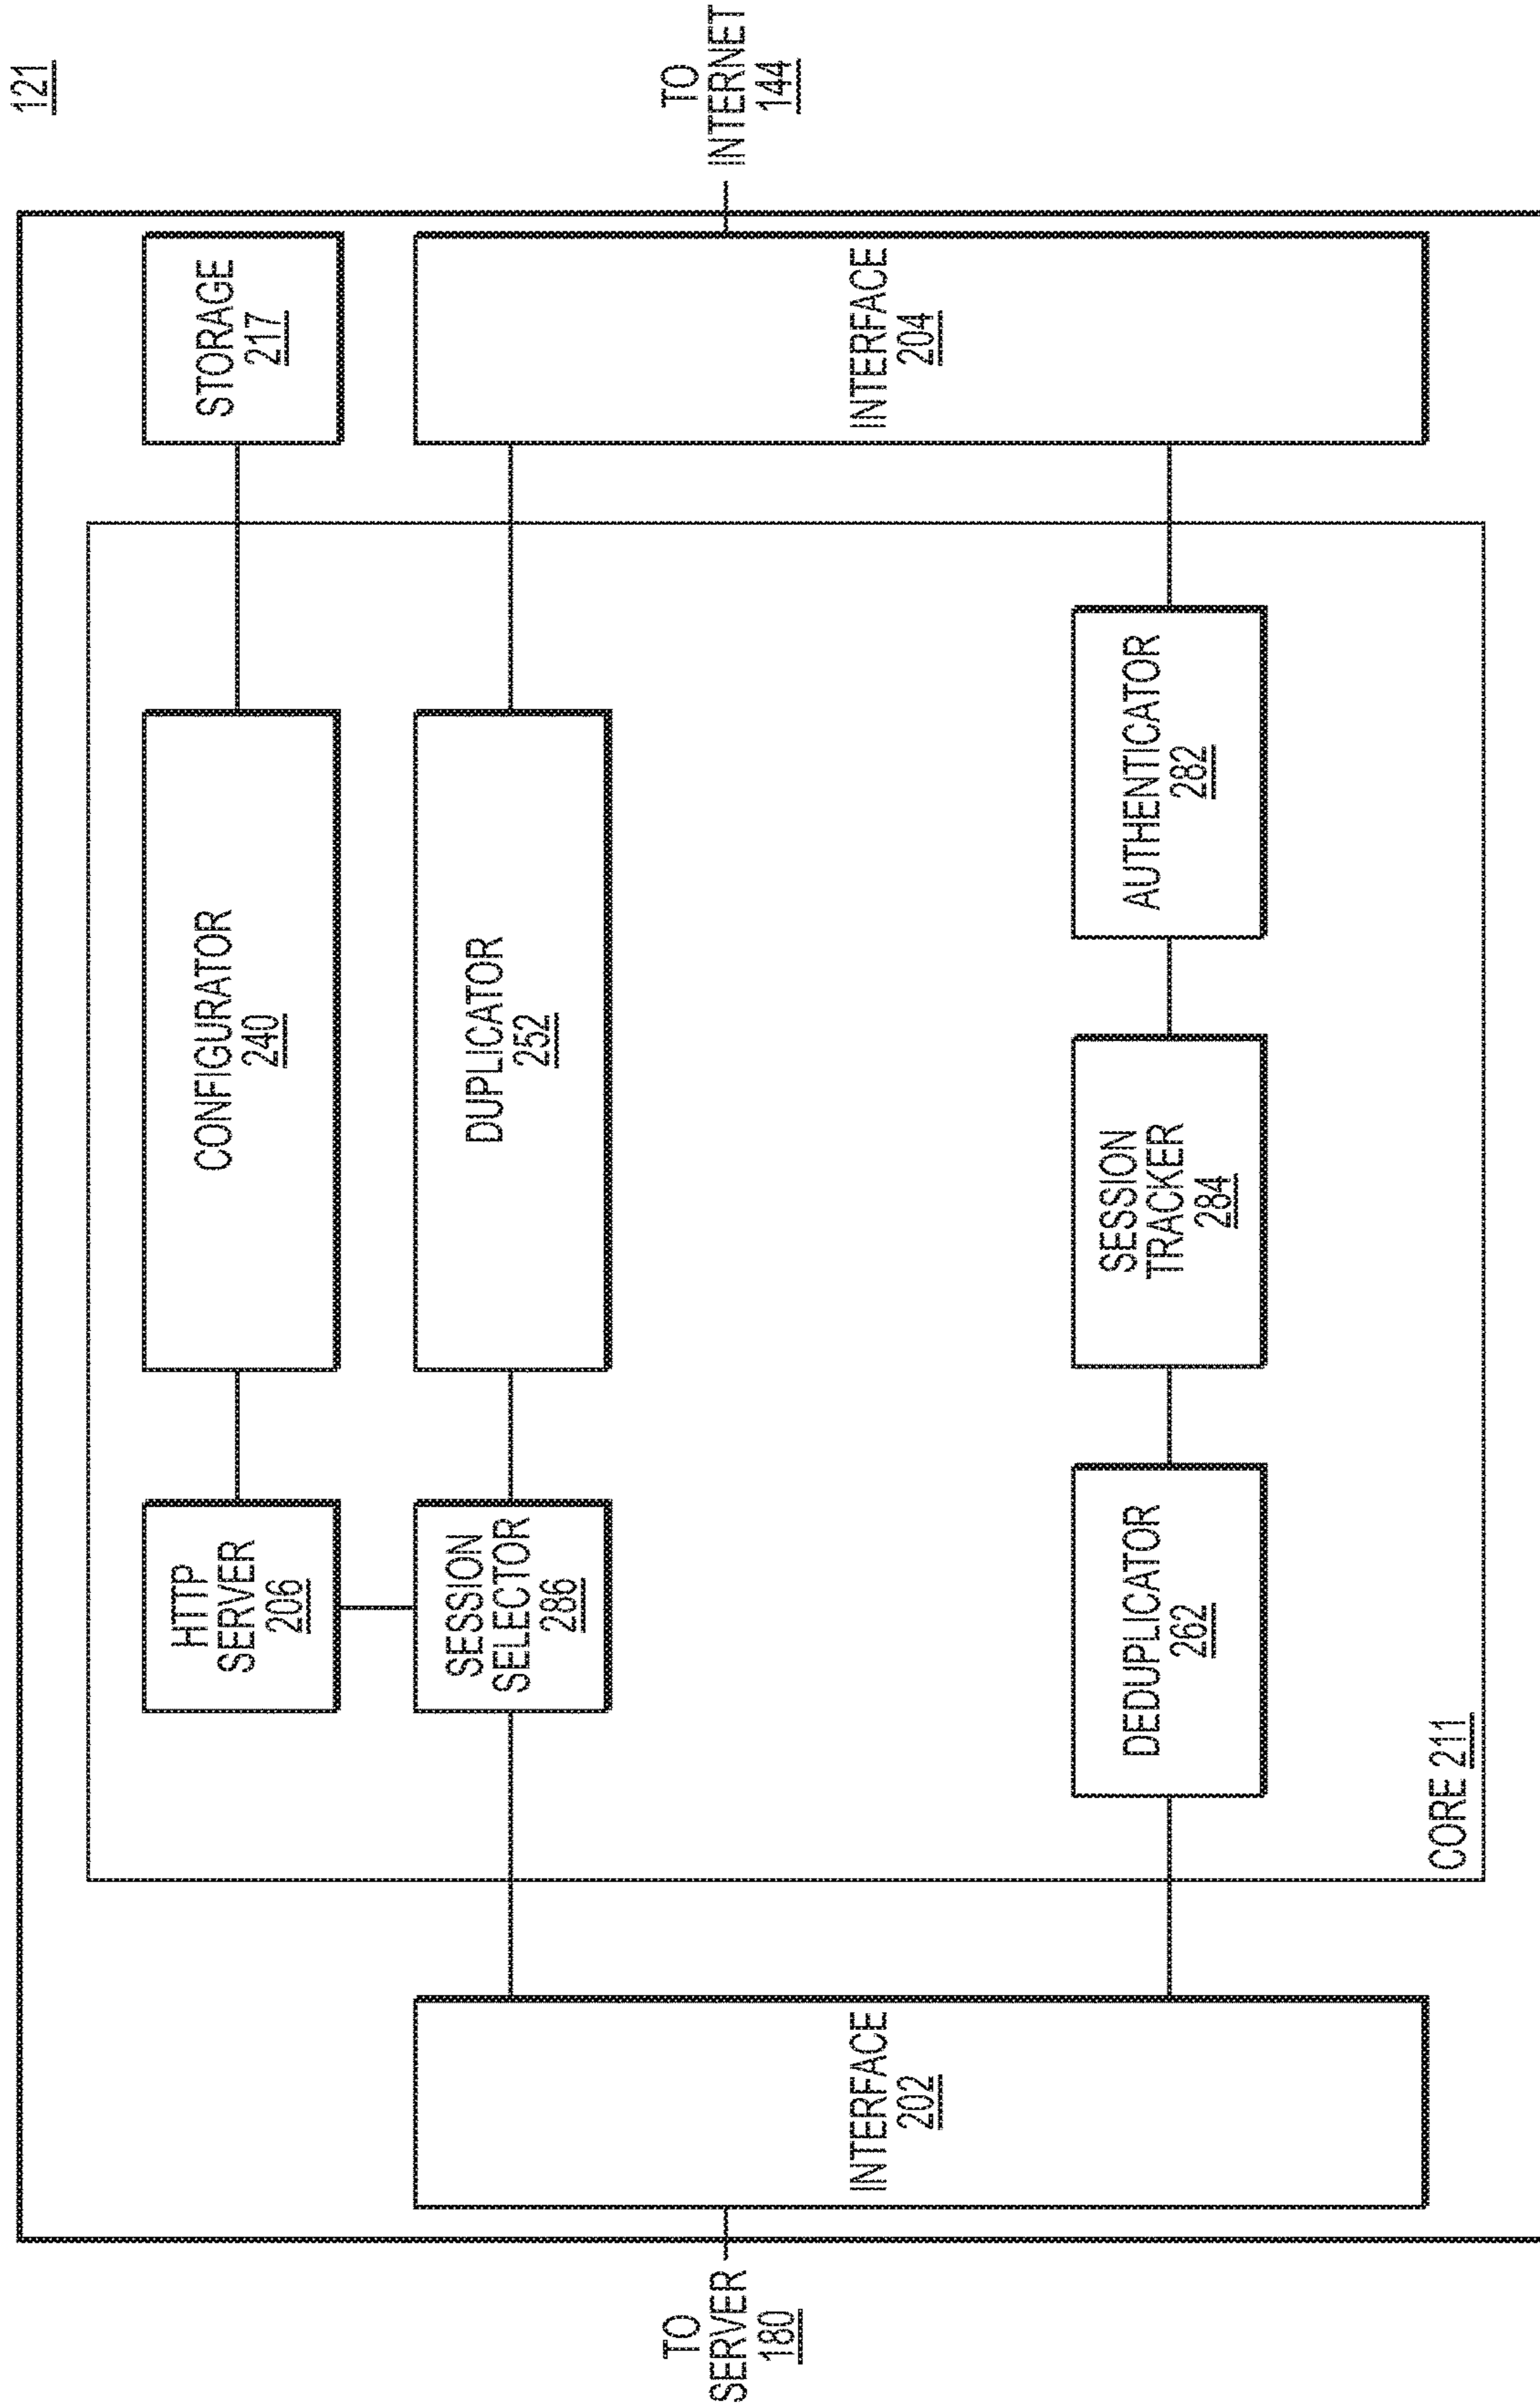 121
TO
SERVER
180
INTERFACE
202
HTTP
SERVER
206
CONFIGURATOR
240
STORAGE
217
SESSION
SELECTOR
286
DUPLICATOR
252
INTERFACE
204
TO
INTERNET
144
DEDUPLICATOR
262
SESSION
TRACKER
284
AUTHENTICATOR
282
CORE 211